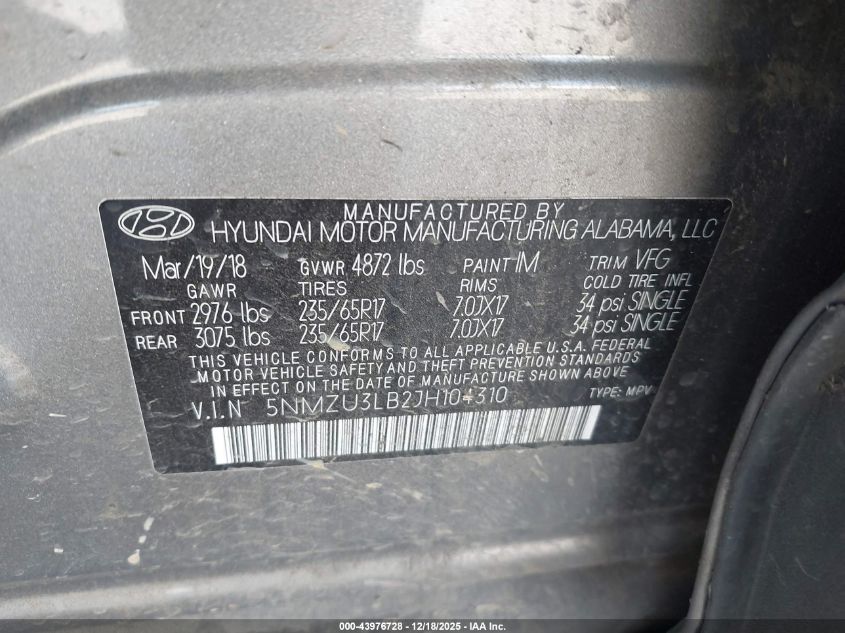 MANUFACTURED BY
HYUNDAI MOTOR MANUFACTURING ALABAMA, LLC
Mar/19/18 GVWR 4872 lbs PAINT IM TRIM VFG
GAWR TIRES RIMS COLD TIRE INFL
FRONT 2976 lbs 235/65R17 7.0JX17 34 psi SINGLE
REAR 3075 lbs 235/65R17 7.0JX17 34 psi SINGLE
THIS VEHICLE CONFORMS TO ALL APPLICABLE U.S.A. FEDERAL
MOTOR VEHICLE SAFETY AND THEFT PREVENTION STANDARDS
IN EFFECT ON THE DATE OF MANUFACTURE SHOWN ABOVE
V.I.N 5NMZU3LB2JH104310 TYPE: MPV
000-43976728 - 12/18/2025 - IAA Inc.